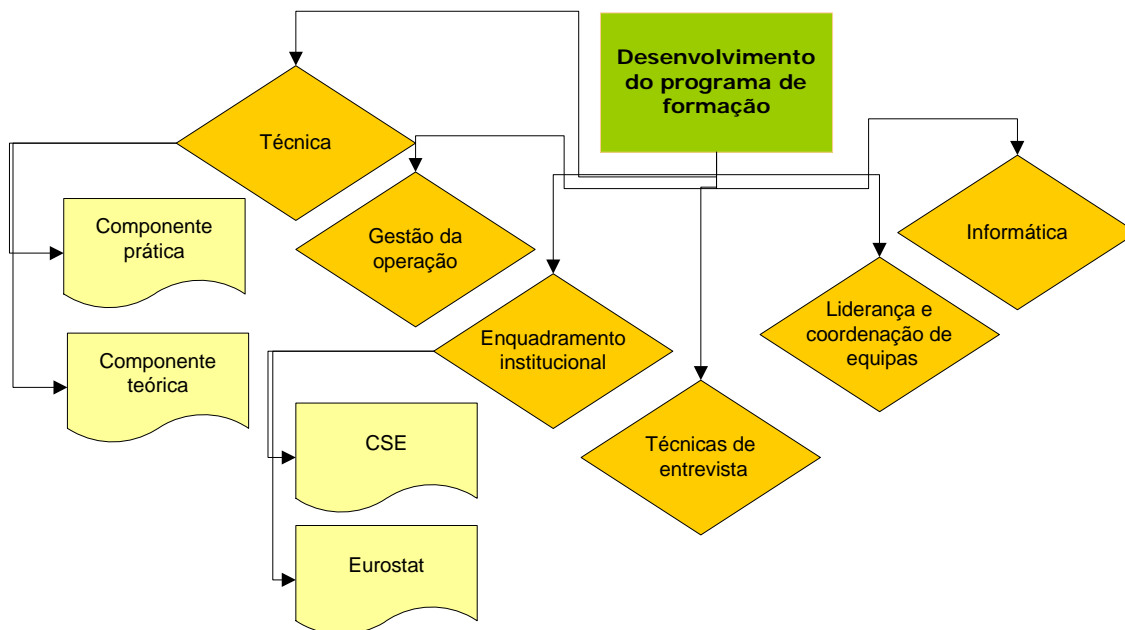 Desenvolvimento
do programa de
formação
Técnica
Informática
Componente
prática
Gestão da
operação
Liderança e
coordenação de
equipas
Enquadramento
institucional
Componente
teórica
Técnicas de
entrevista
CSE
Eurostat